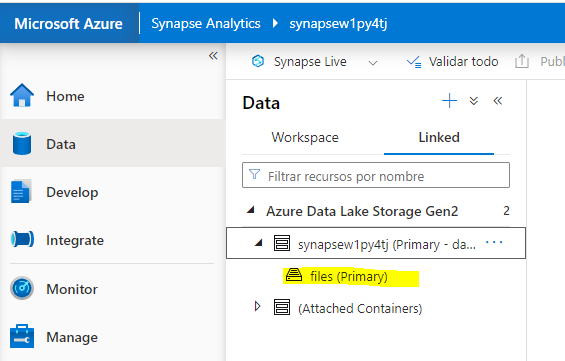 Microsoft Azure Synapse Analytics synapsew1py4tj
Synapse Live Validar todo Publ
Home
Data
Develop
Integrate
Monitor
Manage
Data
Workspace Linked
Filtrar recursos por nombre
Azure Data Lake Storage Gen2 2
synapsew1py4tj (Primary - da...
files (Primary)
(Attached Containers)